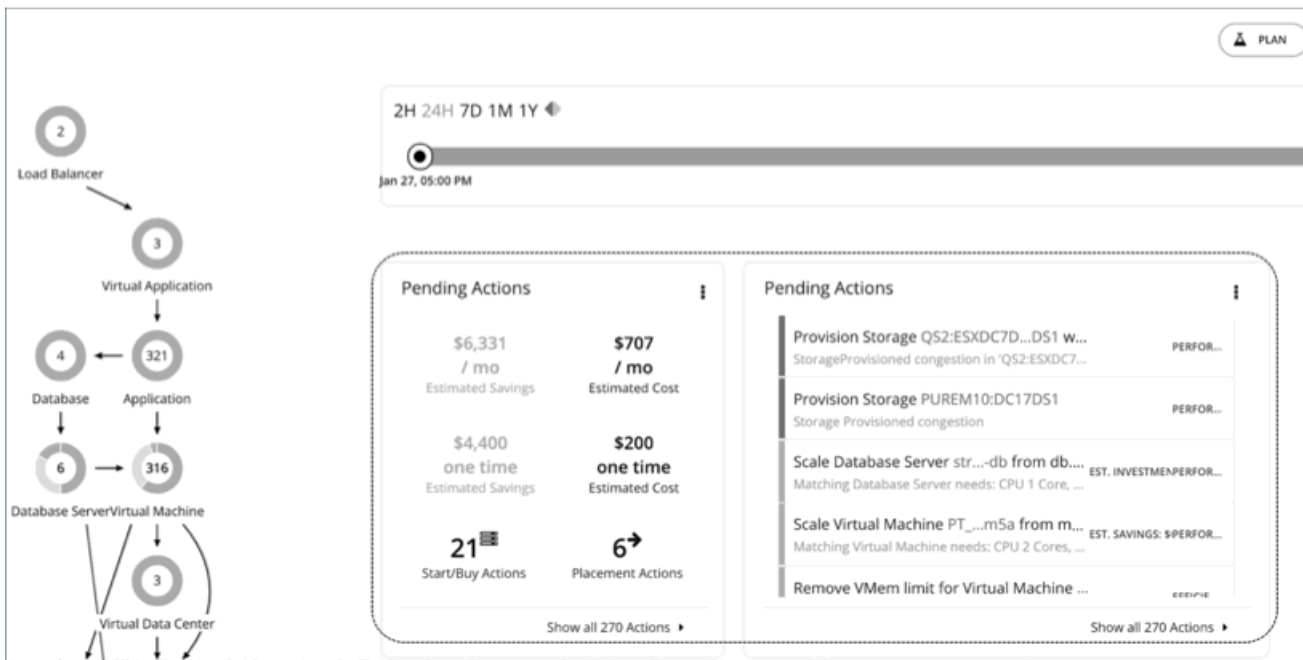 PLAN
2H 24H 7D 1M 1Y
Jan 27, 05:00 PM
2
Load Balancer
3
Virtual Application
4
321
Database
Application
6
316
Database Server
Virtual Machine
3
Virtual Data Center
Pending Actions
$6,331
/ mo
Estimated Savings
$707
/ mo
Estimated Cost
$4,400
one time
Estimated Savings
$200
one time
Estimated Cost
21
Start/Buy Actions
6
Placement Actions
Show all 270 Actions
Pending Actions
Provision Storage QS2:ESXDC7D...DS1 w...
PERFOR...
StorageProvisioned congestion in 'QS2:ESXDC7...
Provision Storage PUREM10:DC17DS1
PERFOR...
Storage Provisioned congestion
Scale Database Server str...-db from db....
EST. INVESTMEN PERFOR...
Matching Database Server needs: CPU 1 Core, ...
Scale Virtual Machine PT_...m5a from m...
EST. SAVINGS: $ PERFOR...
Matching Virtual Machine needs: CPU 2 Cores, ...
Remove VMem limit for Virtual Machine ...
Show all 270 Actions